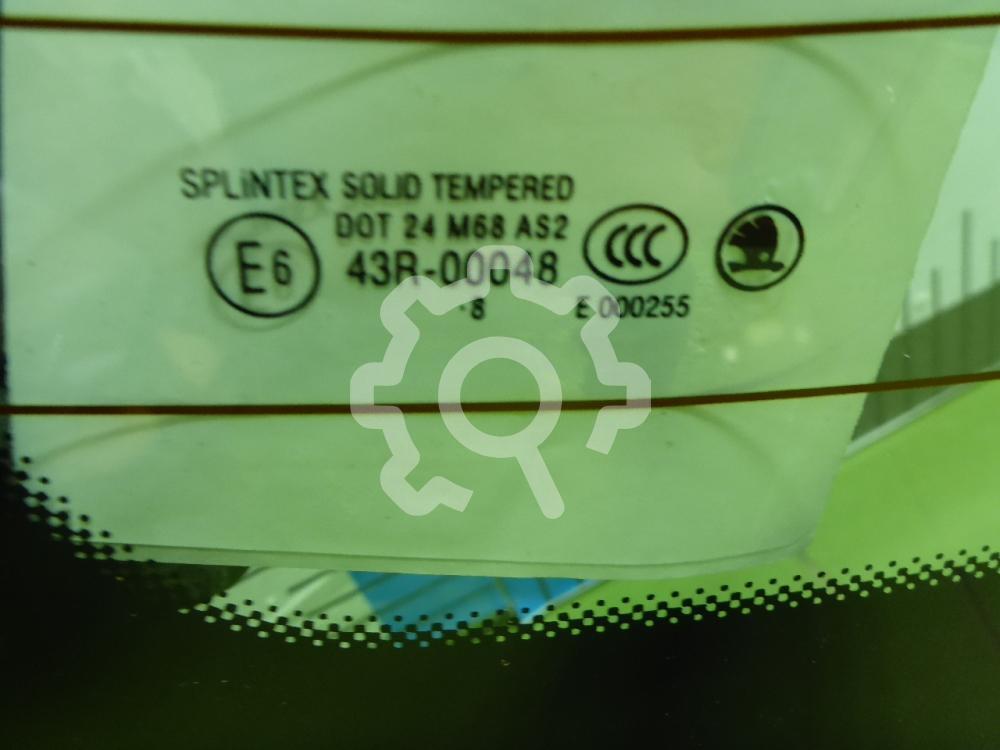 SPLiNTEX SOLID TEMPERED
DOT 24 M68 AS2
E6 43R-00048 CCC
8 E 000255